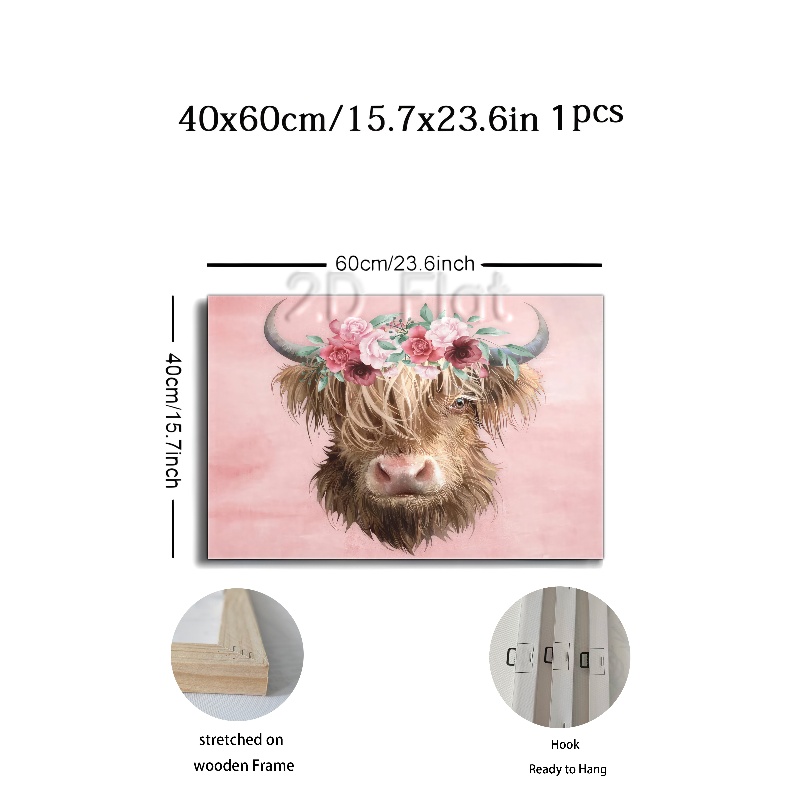 40x60cm/15.7x23.6in 1pcs
60cm/23.6inch
2D Flat
40cm/15.7inch
stretched on
wooden Frame
Hook
Ready to Hang